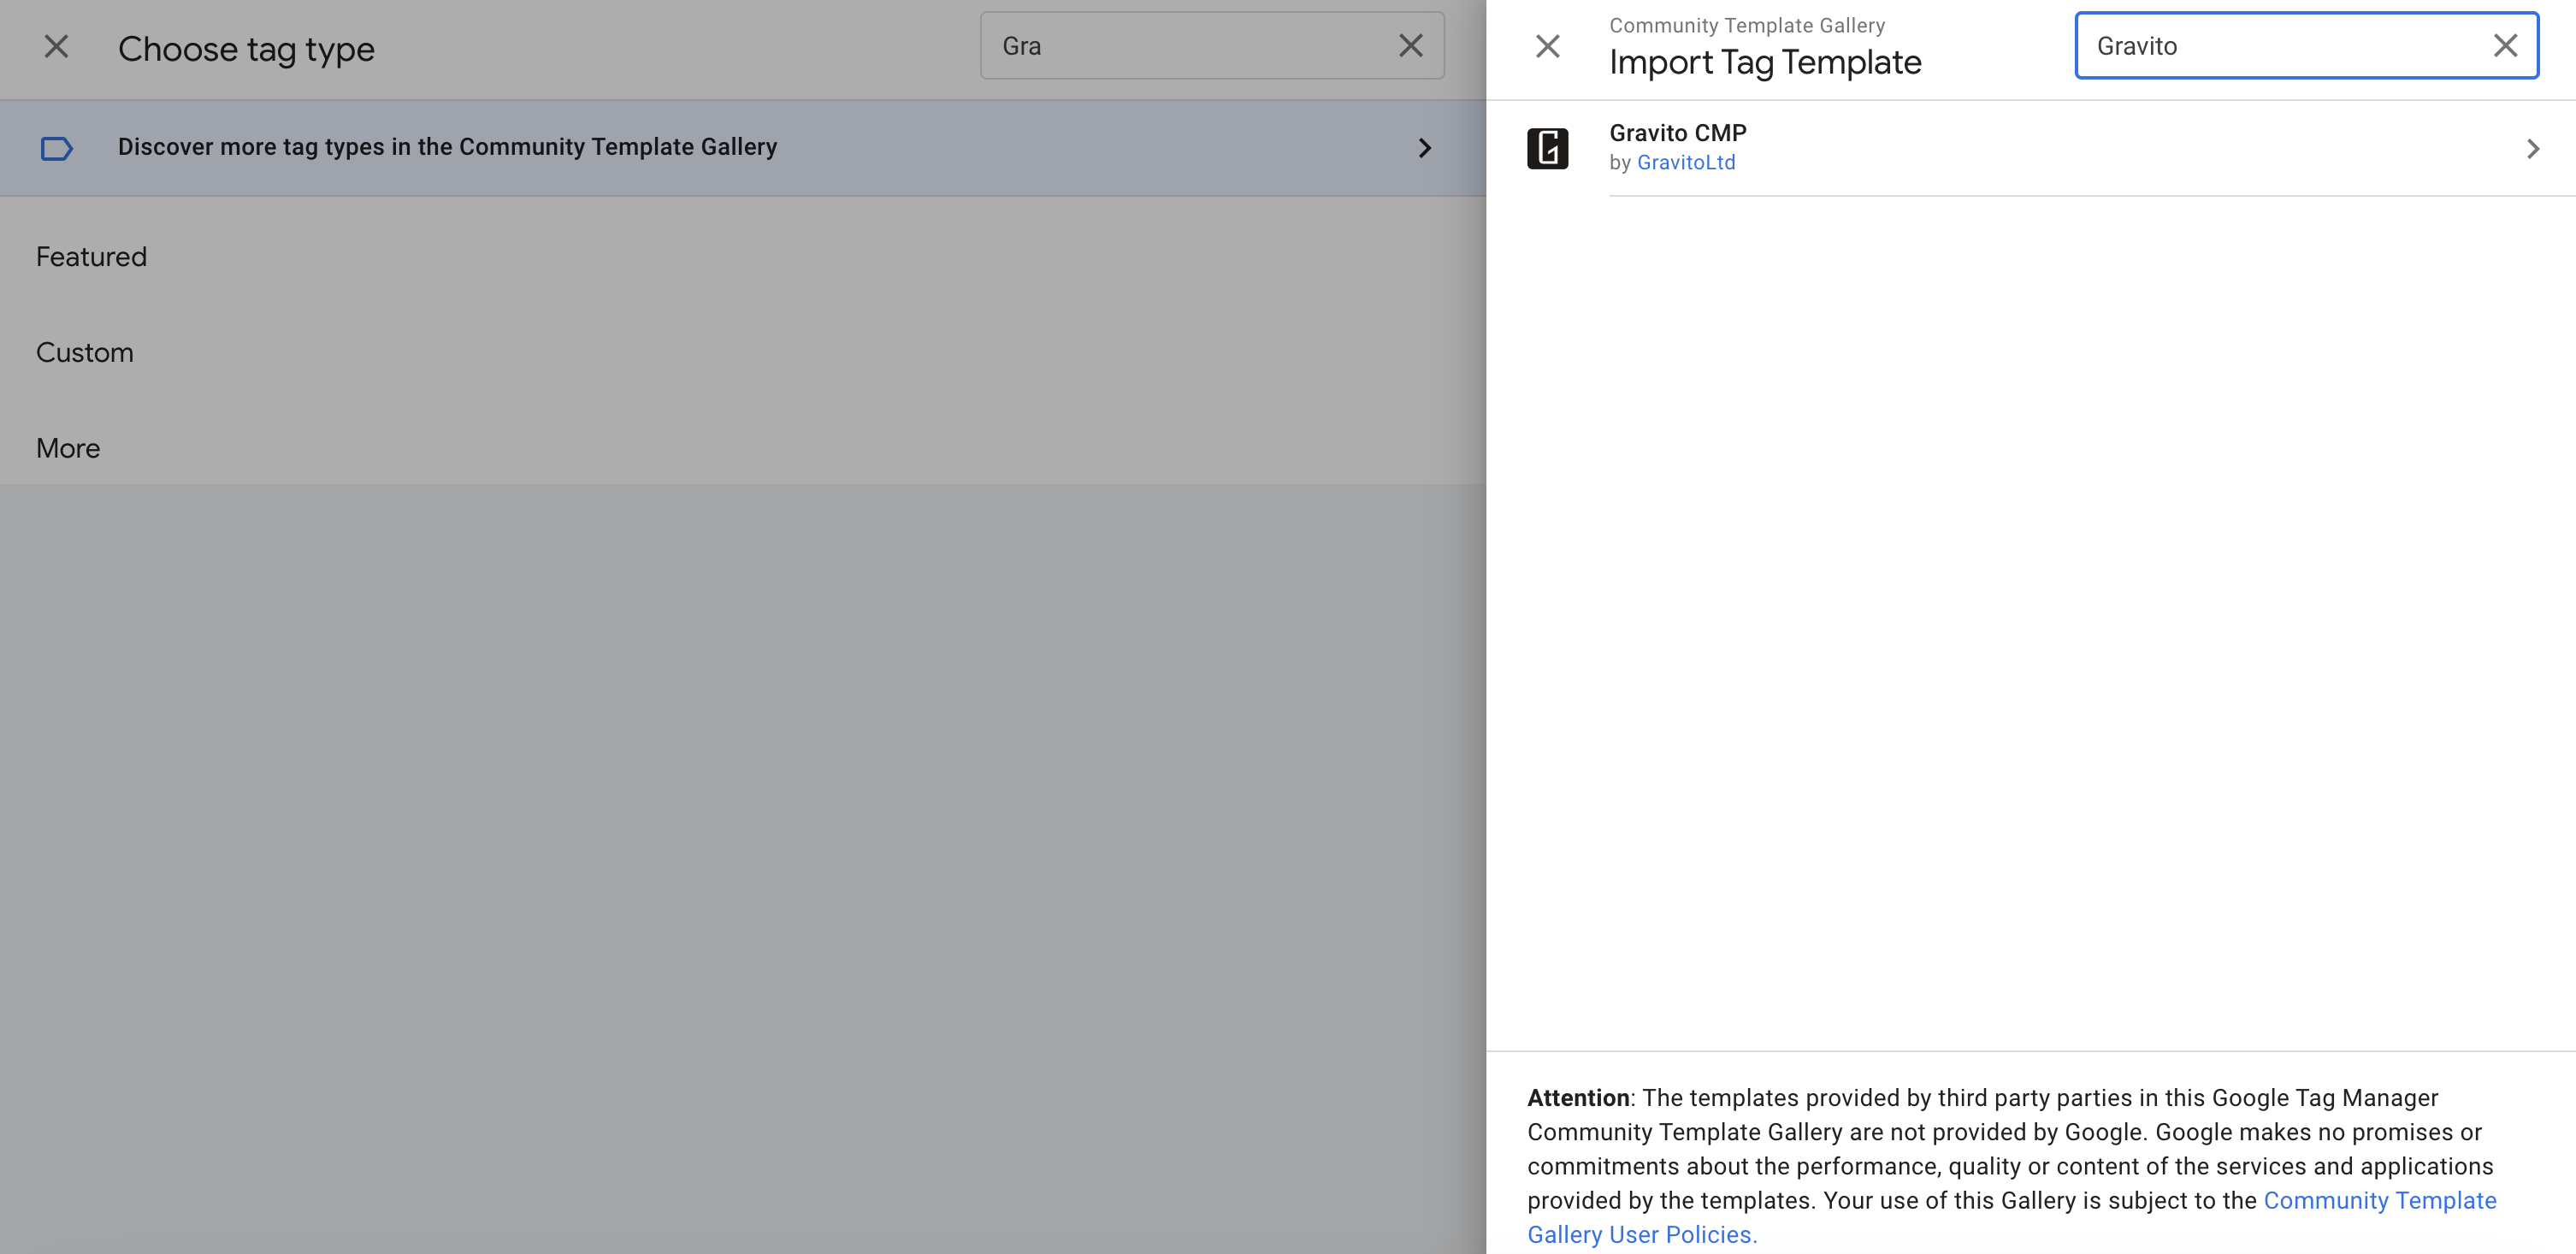 Choose tag type
Gra
Discover more tag types in the Community Template Gallery
Featured
Custom
More
Community Template Gallery
Import Tag Template
Gravito
Gravito CMP
by GravitoLtd
Attention: The templates provided by third party parties in this Google Tag Manager
Community Template Gallery are not provided by Google. Google makes no promises or
commitments about the performance, quality or content of the services and applications
provided by the templates. Your use of this Gallery is subject to the Community Template
Gallery User Policies.